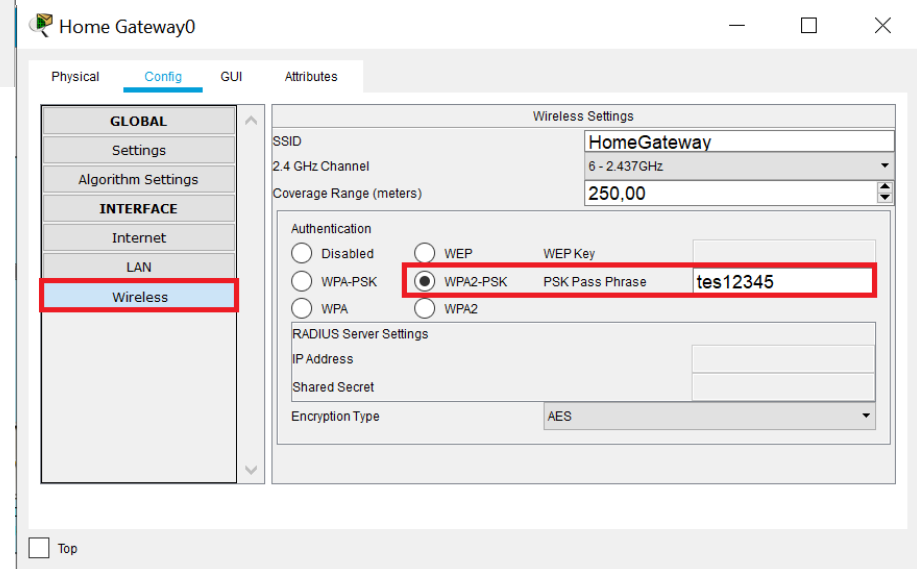 Home Gateway0
Physical Config GUI Attributes
GLOBAL
Settings
Algorithm Settings
INTERFACE
Internet
LAN
Wireless
Wireless Settings
SSID HomeGateway
2.4 GHz Channel 6 - 2.437GHz
Coverage Range (meters) 250,00
Authentication
Disabled WEP WEP Key
WPA-PSK WPA2-PSK PSK Pass Phrase tes12345
WPA WPA2
RADIUS Server Settings
IP Address
Shared Secret
Encryption Type AES
Top